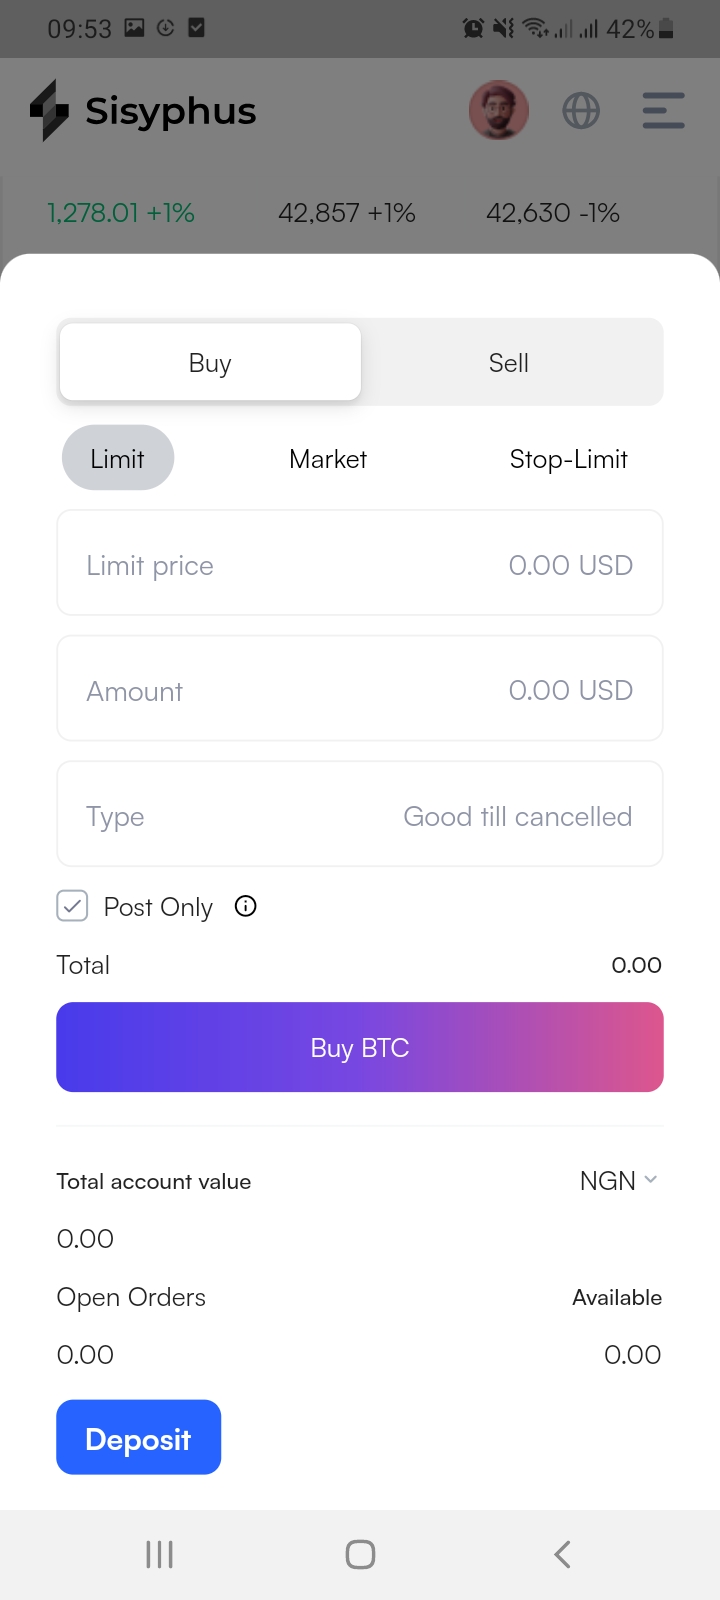 09:53 42%
Sisyphus
1,278.01 +1% 42,857 +1% 42,630 -1%
Buy Sell
Limit Market Stop-Limit
Limit price 0.00 USD
Amount 0.00 USD
Type Good till cancelled
Post Only
Total 0.00
Buy BTC
Total account value NGN
0.00
Open Orders Available
0.00 0.00
Deposit